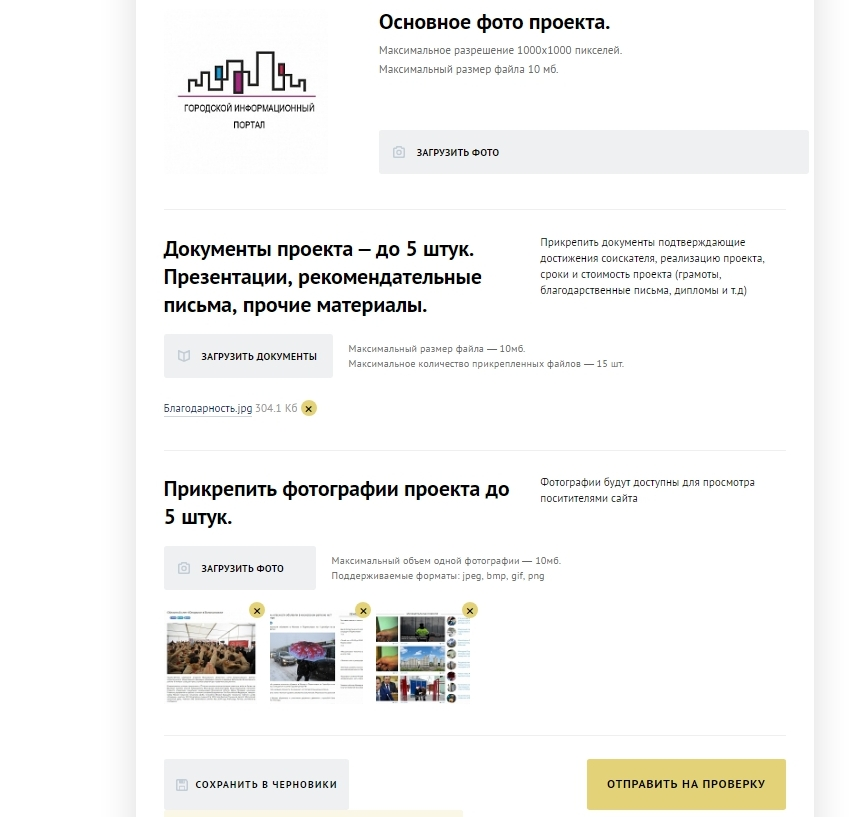 ГОРОДСКОЙ ИНФОРМАЦИОННЫЙ
ПОРТАЛ
Основное фото проекта.
Максимальное разрешение 1000x1000 пикселей.
Максимальный размер файла 10 мб.
ЗАГРУЗИТЬ ФОТО
Документы проекта — до 5 штук.
Презентации, рекомендательные
письма, прочие материалы.
Прикрепить документы подтверждающие
достижения соискателя, реализацию проекта,
сроки и стоимость проекта (грамоты,
благодарственные письма, дипломы и т.д)
ЗАГРУЗИТЬ ДОКУМЕНТЫ
Максимальный размер файла — 10мб.
Максимальное количество прикрепленных файлов — 15 шт.
Благодарность.jpg 304.1 Кб
Прикрепить фотографии проекта до
5 штук.
Фотографии будут доступны для просмотра
поситителями сайта
ЗАГРУЗИТЬ ФОТО
Максимальный объем одной фотографии — 10мб.
Поддерживаемые форматы: jpeg, bmp, gif, png
СОХРАНИТЬ В ЧЕРНОВИКИ
ОТПРАВИТЬ НА ПРОВЕРКУ